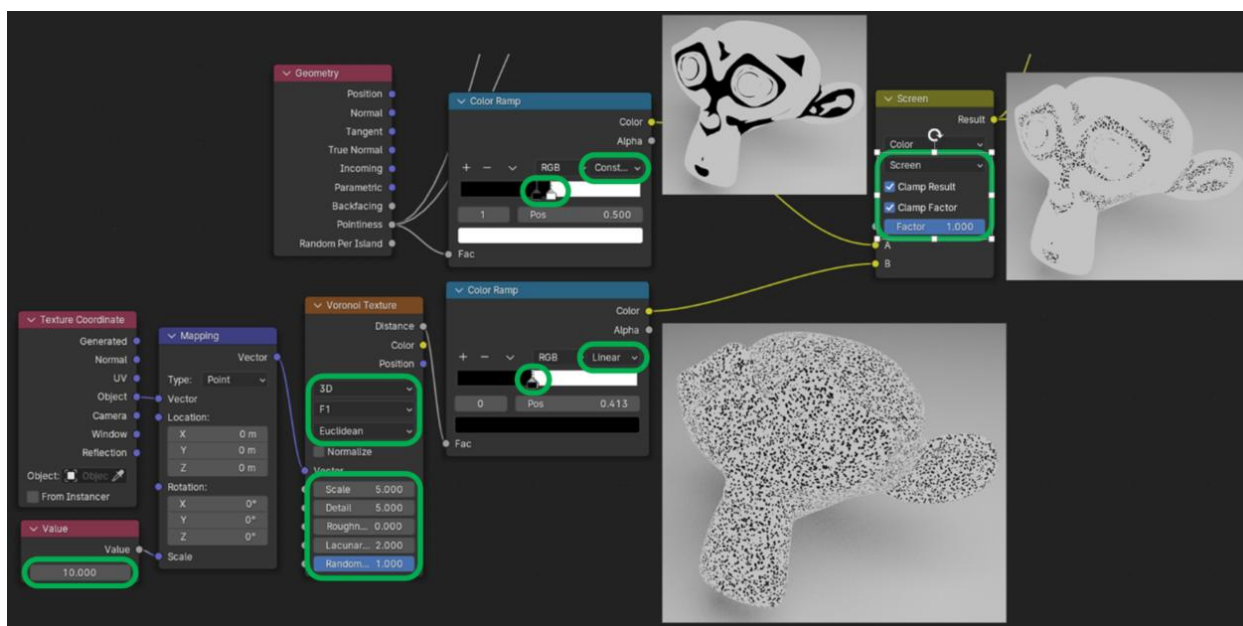 Geometry
Position
Normal
Tangent
True Normal
Incoming
Parametric
Backfacing
Pointiness
Random Per Island
Color Ramp
Color
Alpha
RGB Const...
1 Pos 0.500
Fac
Screen
Result
Color
Screen
Clamp Result
Clamp Factor
Factor 1.000
A
B
Texture Coordinate
Generated
Normal
UV
Object
Camera
Window
Reflection
Object: Objec
From Instancer
Value
Value
10.000
Mapping
Vector
Type: Point
Vector
Location:
X 0 m
Y 0 m
Z 0 m
Rotation:
X 0°
Y 0°
Z 0°
Scale
Voronoi Texture
Distance
Color
Position
3D
F1
Euclidean
Normalize
Vector
Scale 5.000
Detail 5.000
Roughn... 0.000
Lacunar... 2.000
Random... 1.000
Color Ramp
Color
Alpha
RGB Linear
0 Pos 0.413
Fac